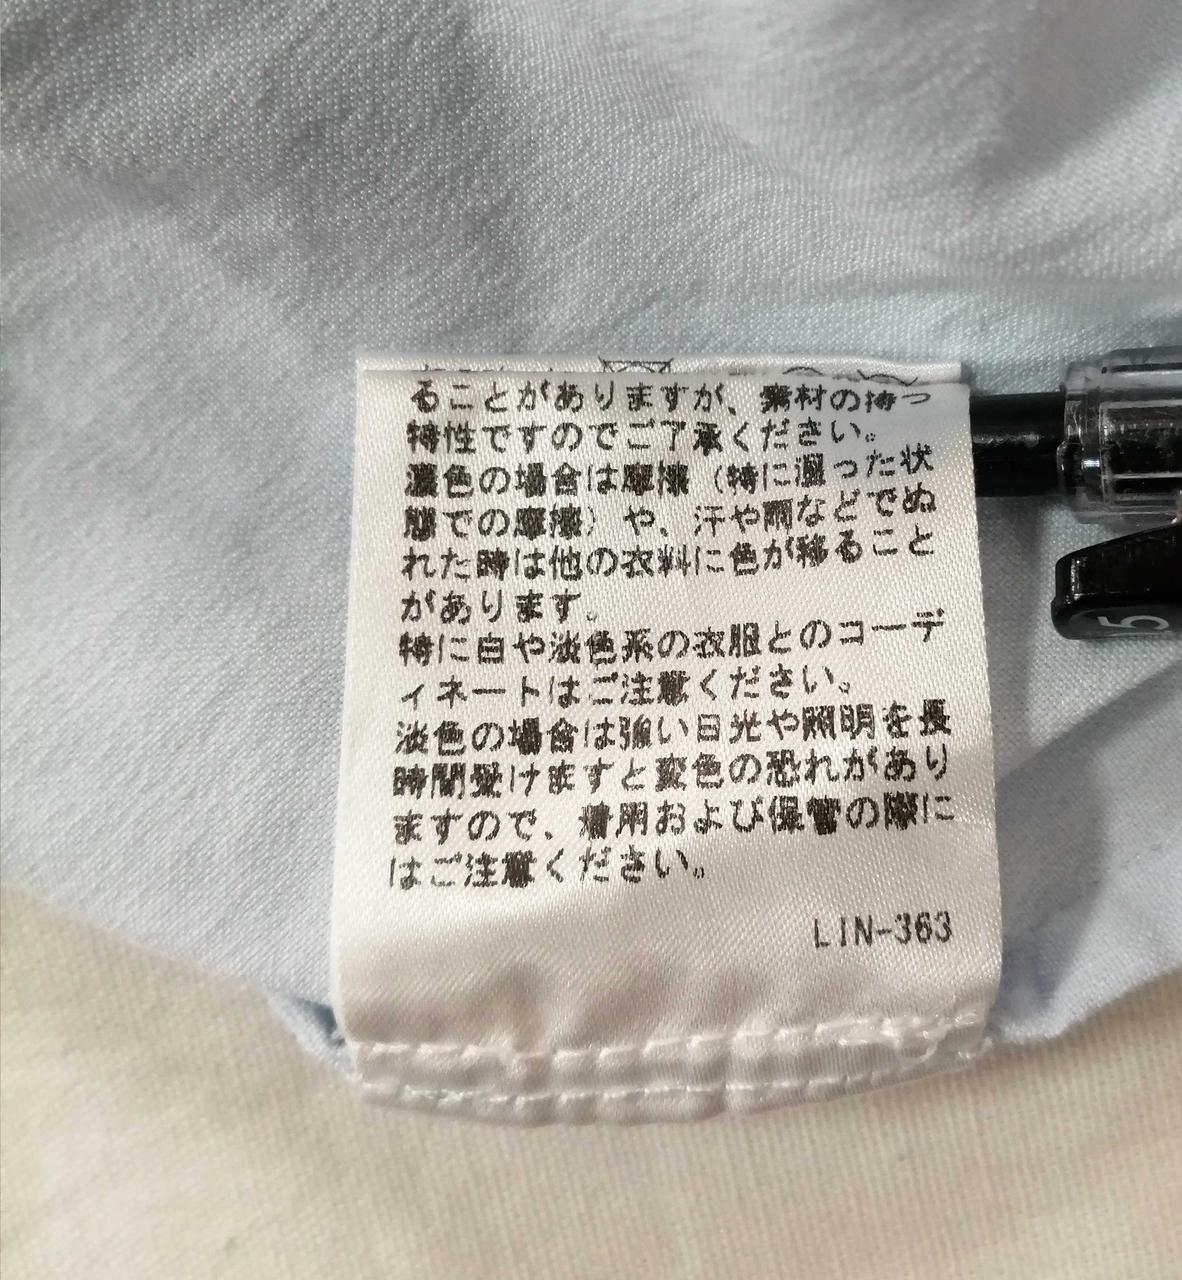 ることがありますが、素材の持つ
特性ですのでご了承ください。
濃色の場合は摩擦（特に湿った状
態での摩擦）や、汗や雨などでぬ
れた時は他の衣料に色が移ること
があります。
特に白や淡色系の衣服とのコーデ
ィネートはご注意ください。
淡色の場合は強い日光や照明を長
時間受けますと変色の恐れがあり
ますので、着用および保管の際に
はご注意ください。
LIN-363
5